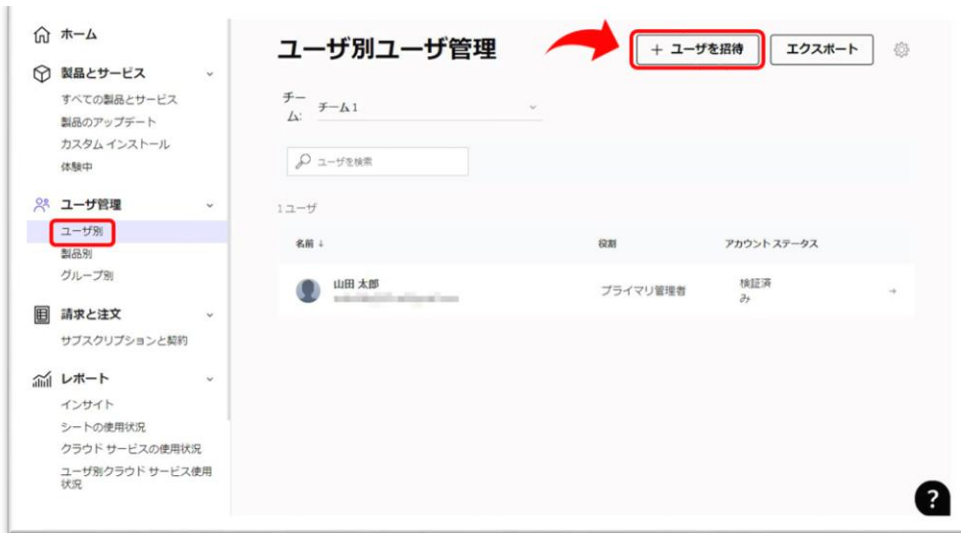 ホーム
製品とサービス
すべての製品とサービス
製品のアップデート
カスタム インストール
体験中
ユーザ管理
ユーザ別
製品別
グループ別
請求と注文
サブスクリプションと契約
レポート
インサイト
シートの使用状況
クラウド サービスの使用状況
ユーザ別クラウド サービス使用
状況
ユーザ別ユーザ管理
+ ユーザを招待
エクスポート
チー
ム:
チーム1
ユーザを検索
1ユーザ
名前 ↓
役割
アカウント ステータス
山田 太郎
プライマリ管理者
検証済
み
→
?